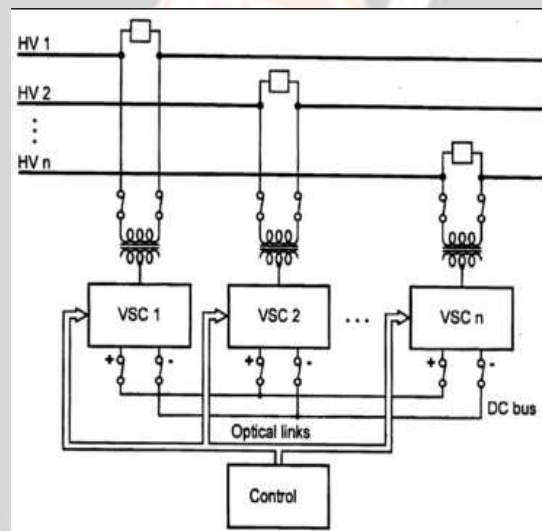 HV 1
HV 2
HV n
VSC 1 VSC 2 ... VSC n
+ - + - + -
DC bus
Optical links
Control